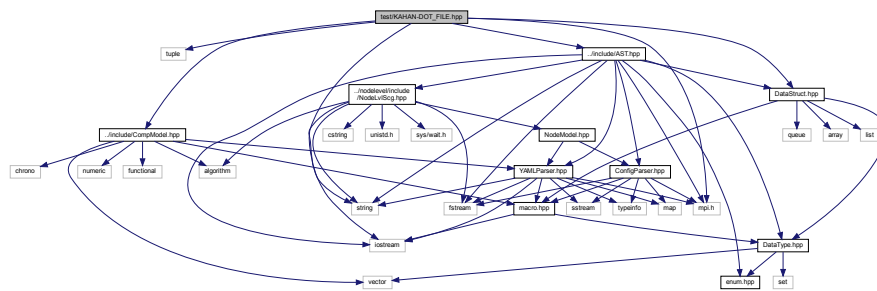 test/KAHAN-DOT_FILE.hpp
tuple
../include/AST.hpp
../nodelevel/include
/NodeLvlScg.hpp
DataStruct.hpp
../include/CompModel.hpp
cstring
unistd.h
sys/wait.h
NodeModel.hpp
queue
array
list
chrono
numeric
functional
algorithm
YAMLParser.hpp
ConfigParser.hpp
string
fstream
macro.hpp
sstream
typeinfo
map
mpi.h
iostream
DataType.hpp
vector
enum.hpp
set